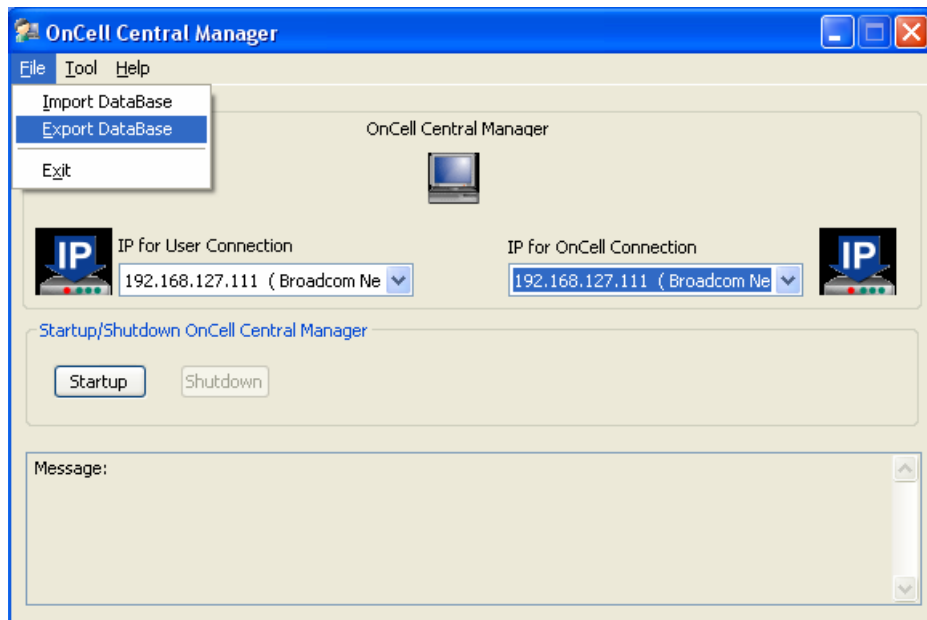 OnCell Central Manager
File Tool Help
Import DataBase
Export DataBase
Exit
OnCell Central Manager
IP
IP for User Connection
192.168.127.111 ( Broadcom Ne
IP for OnCell Connection
192.168.127.111 ( Broadcom Ne
IP
Startup/Shutdown OnCell Central Manager
Startup Shutdown
Message: